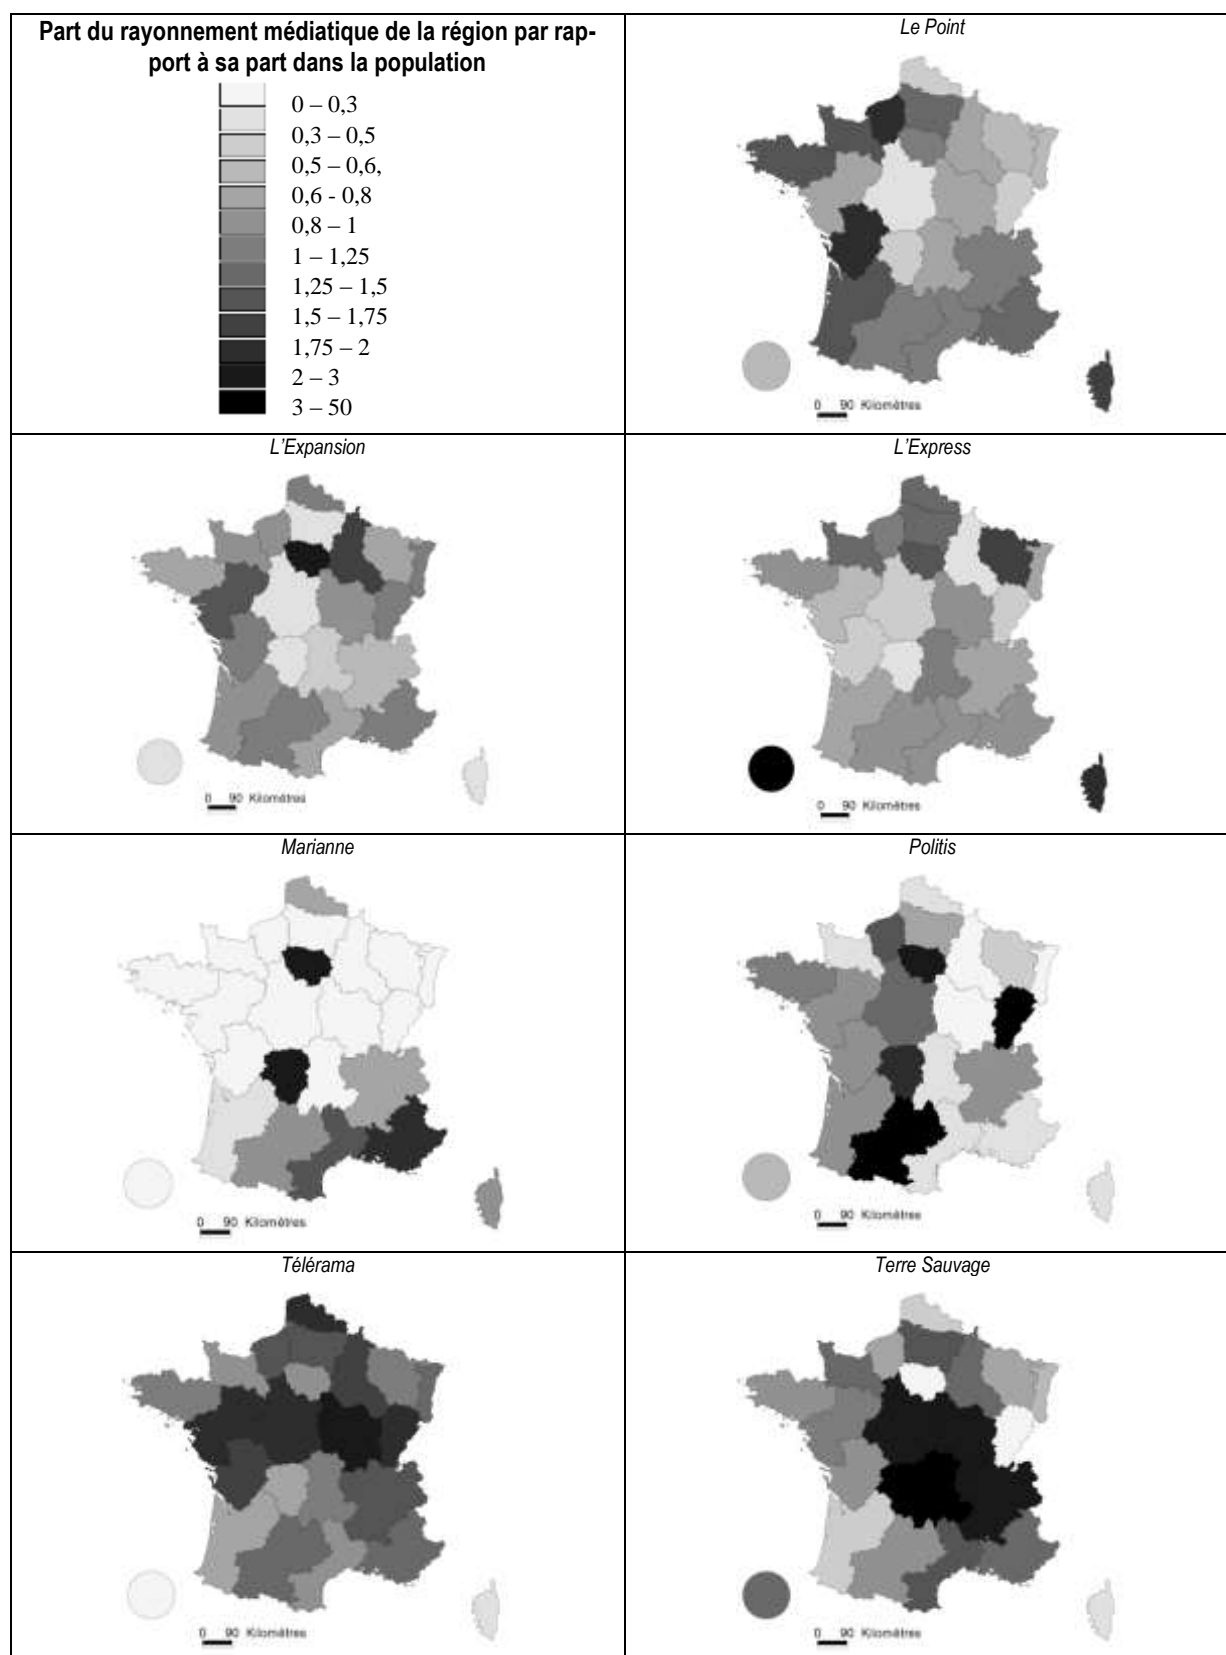 Part du rayonnement médiatique de la région par rap-
port à sa part dans la population
0 – 0,3
0,3 – 0,5
0,5 – 0,6,
0,6 - 0,8
0,8 – 1
1 – 1,25
1,25 – 1,5
1,5 – 1,75
1,75 – 2
2 – 3
3 – 50
Le Point
0 90 Kilomètres
L'Expansion
0 90 Kilomètres
L'Express
0 90 Kilomètres
Marianne
0 90 Kilomètres
Politis
0 90 Kilomètres
Télérama
0 90 Kilomètres
Terre Sauvage
0 90 Kilomètres